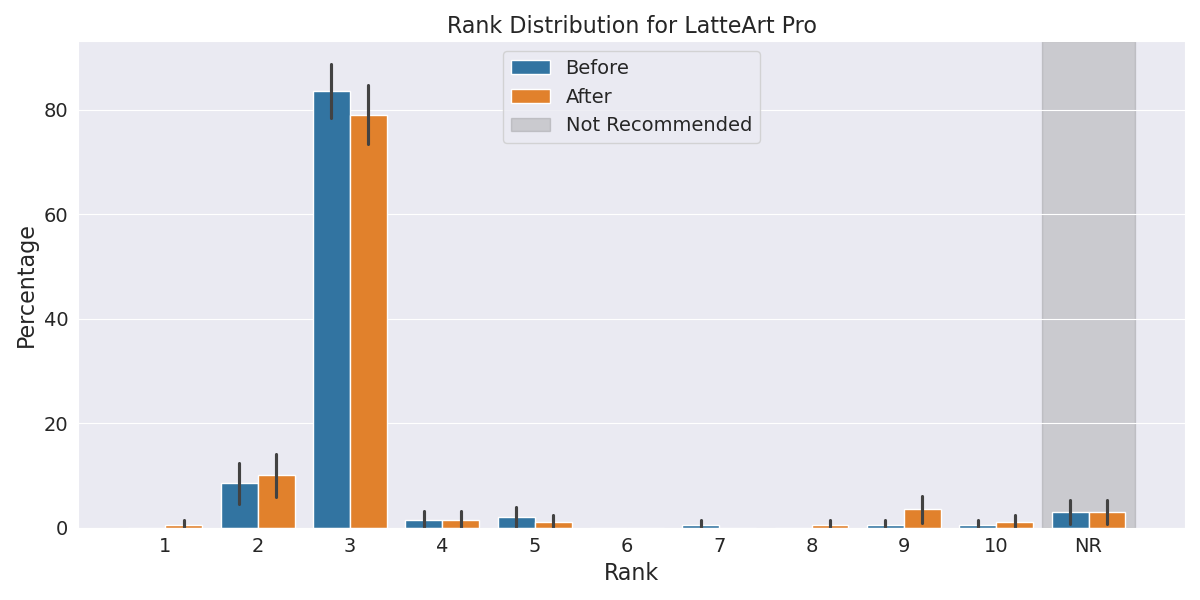 Rank Distribution for LatteArt Pro
Before
After
Not Recommended
Percentage
80
60
40
20
0
1 2 3 4 5 6 7 8 9 10 NR
Rank